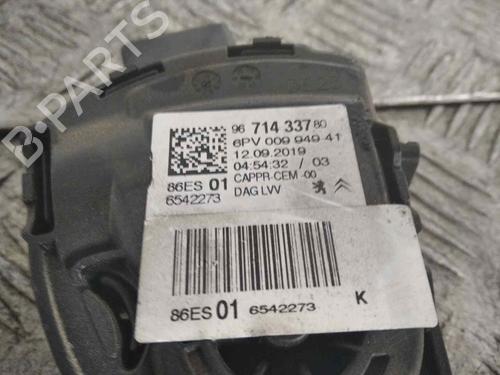 B-PARTS
96 714 337 80
6PV 009 949 41
12.09.2019
04:54:32 / 03
CAPPR-CEM -00
DAG LVV
86ES 01
6542273
86ES 01 6542273 K